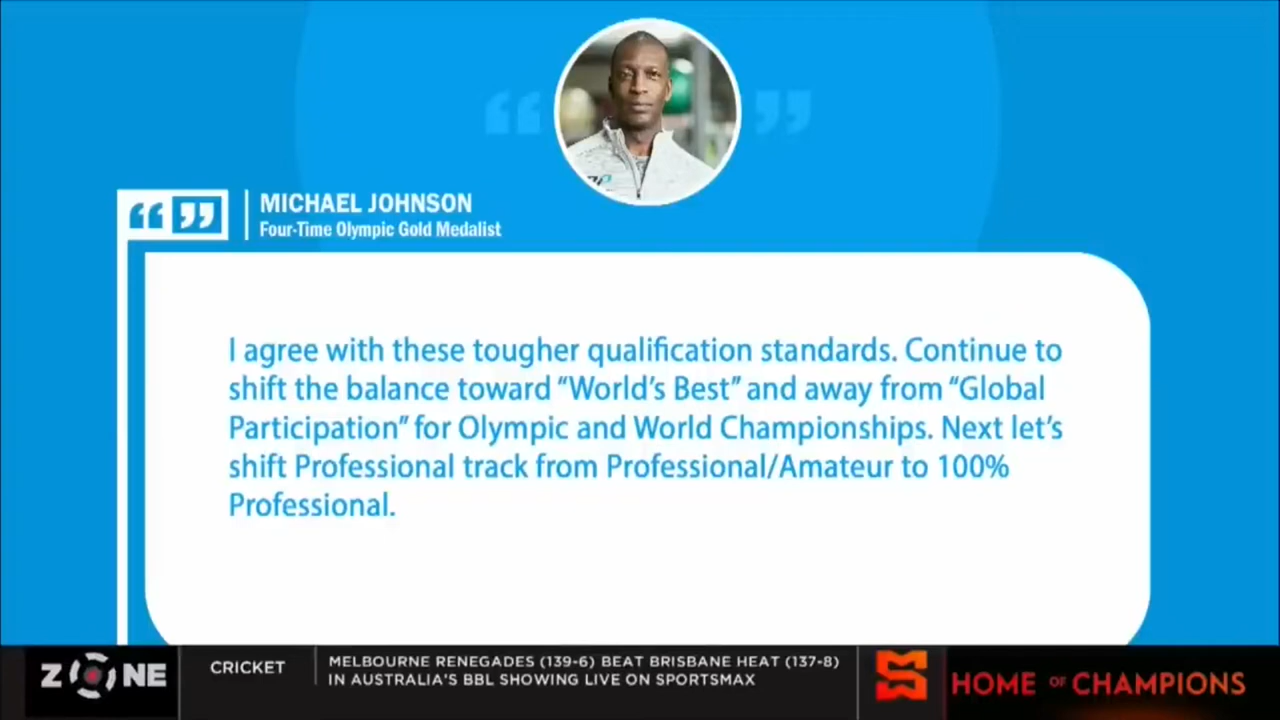 MICHAEL JOHNSON
Four-Time Olympic Gold Medalist
I agree with these tougher qualification standards. Continue to
shift the balance toward “World’s Best” and away from “Global
Participation” for Olympic and World Championships. Next let’s
shift Professional track from Professional/Amateur to 100%
Professional.
ZONE
CRICKET
MELBOURNE RENEGADES (139-6) BEAT BRISBANE HEAT (137-8)
IN AUSTRALIA'S BBL SHOWING LIVE ON SPORTSMAX
HOME OF CHAMPIONS